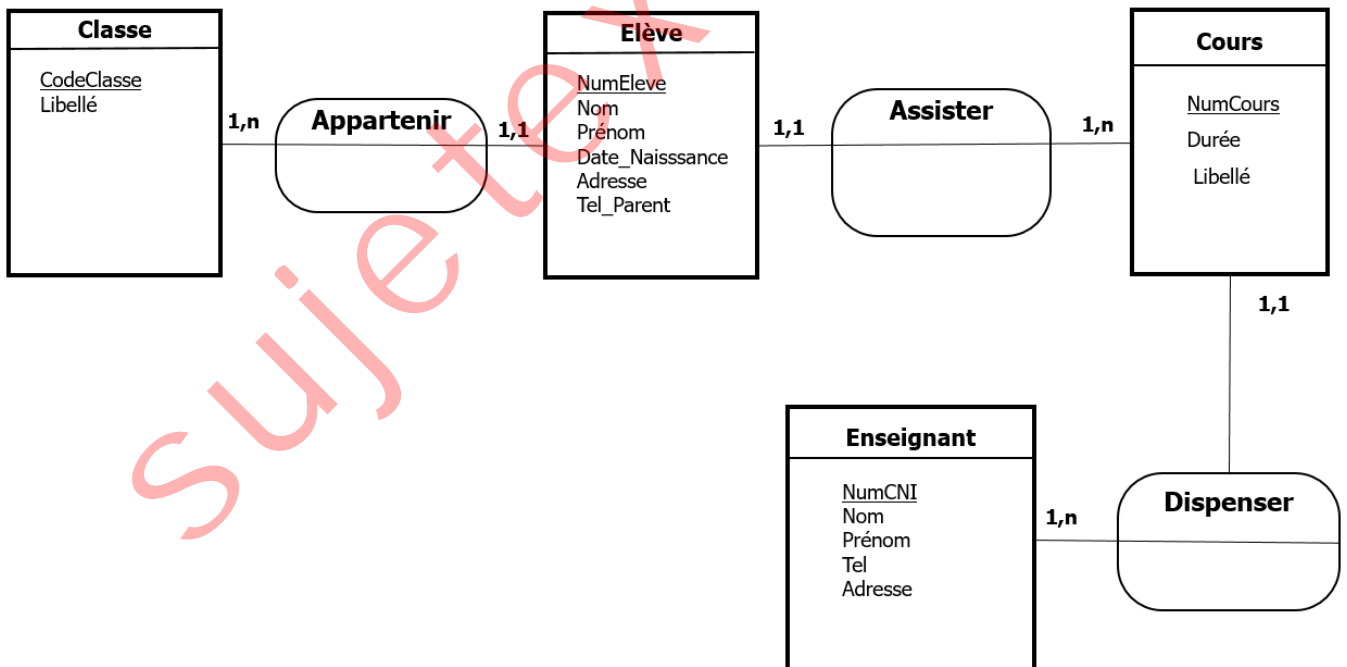 Classe
CodeClasse
Libellé
1,n
Appartenir
1,1
Elève
NumEleve
Nom
Prénom
Date_Naisssance
Adresse
Tel_Parent
1,1
Assister
1,n
Cours
NumCours
Durée
Libellé
1,1
Enseignant
NumCNI
Nom
Prénom
Tel
Adresse
1,n
Dispenser
sujetex